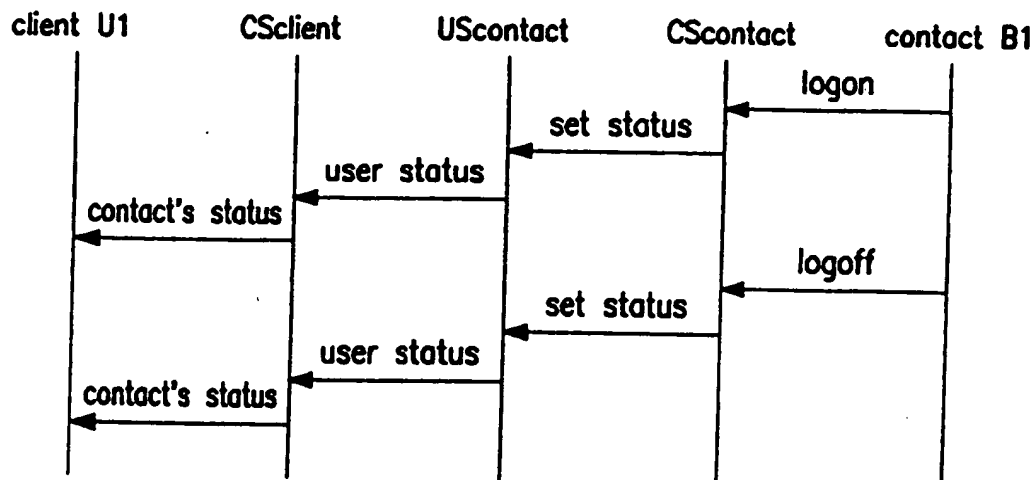 client U1 CSclient UScontact CScontact contact B1
logon
set status
user status
contact's status
logoff
set status
user status
contact's status